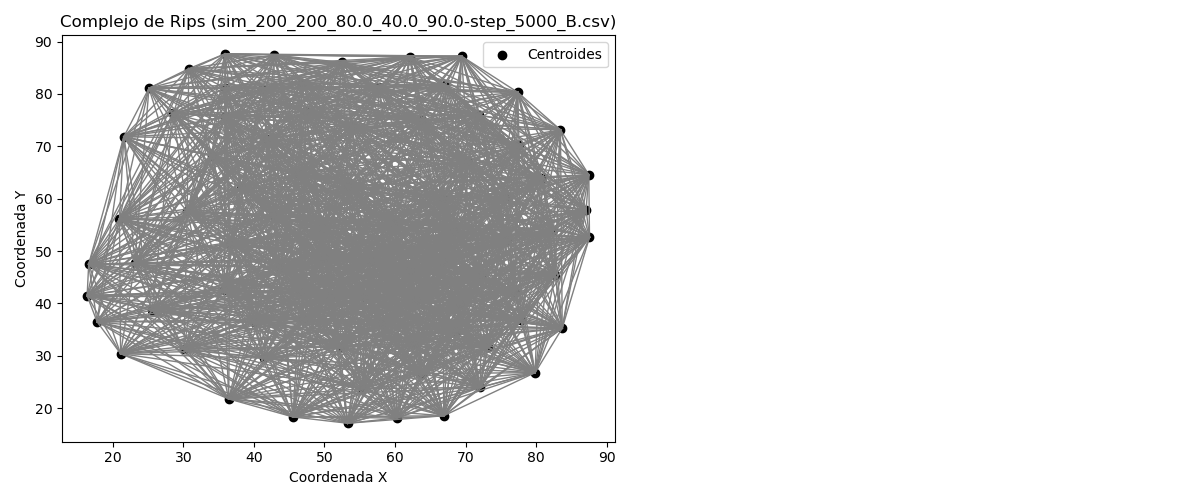 Complejo de Rips (sim_200_200_80.0_40.0_90.0-step_5000_B.csv)
Centroides
90
80
70
60
50
40
30
20
Coordenada Y
20 30 40 50 60 70 80 90
Coordenada X